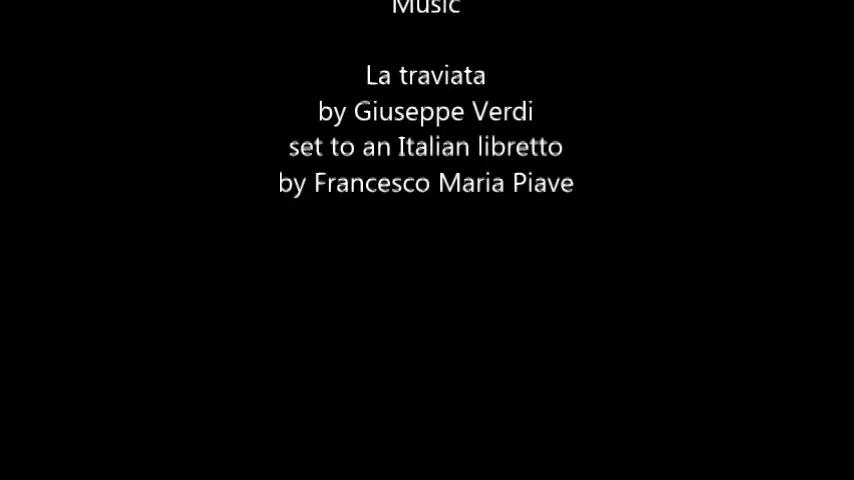 Music
La traviata
by Giuseppe Verdi
set to an Italian libretto
by Francesco Maria Piave